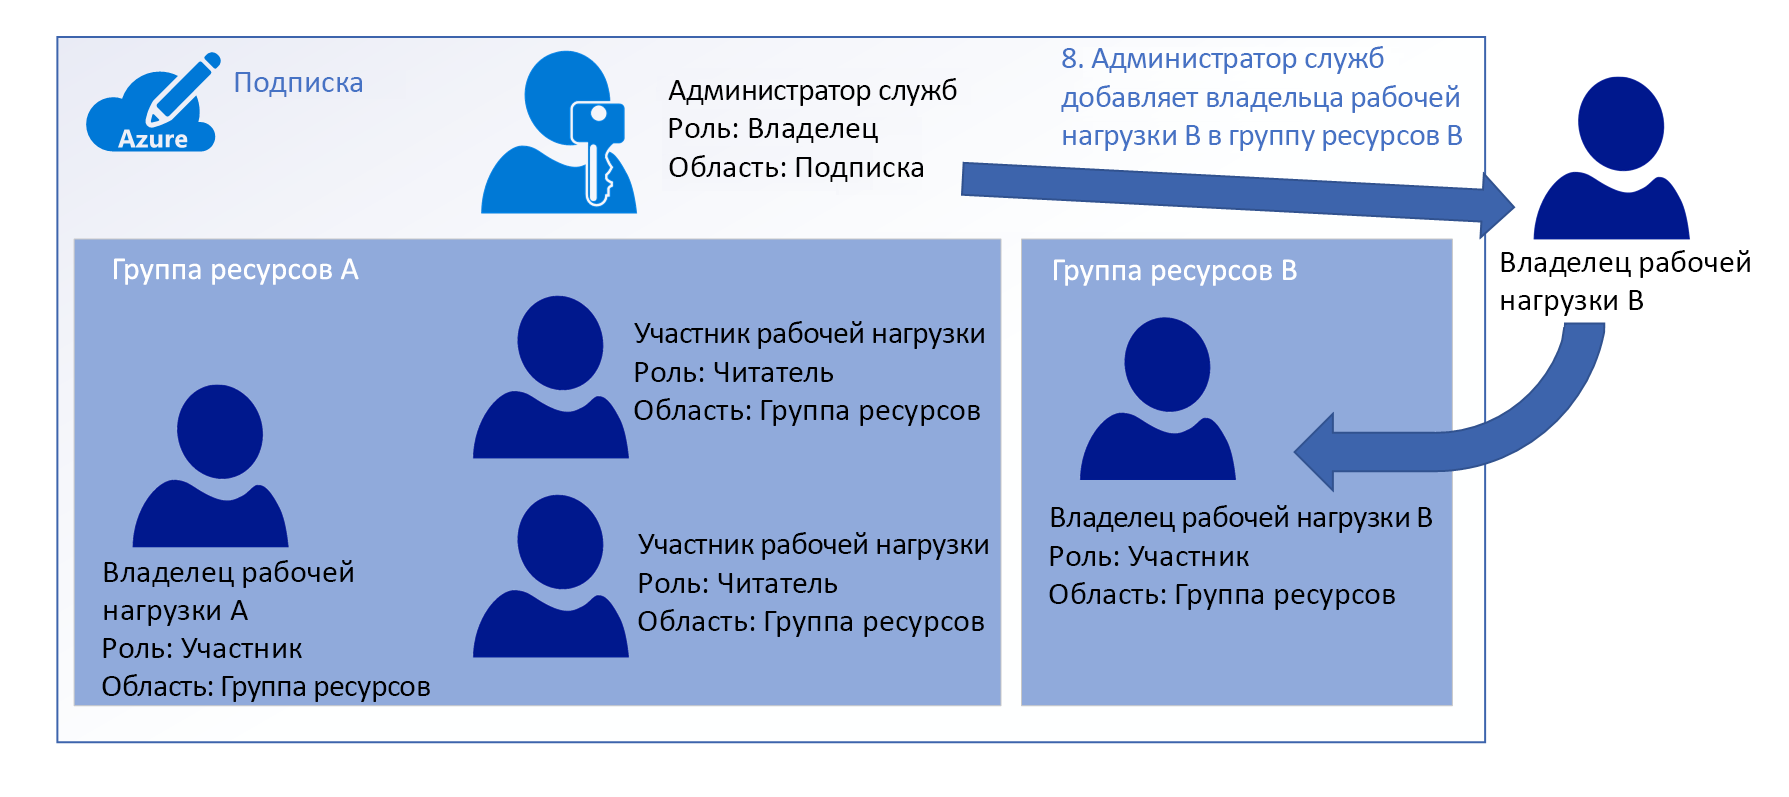 Azure
Подписка
Администратор служб
Роль: Владелец
Область: Подписка
8. Администратор служб
добавляет владельца рабочей
нагрузки B в группу ресурсов B
Владелец рабочей
нагрузки B
Группа ресурсов A
Участник рабочей нагрузки
Роль: Читатель
Область: Группа ресурсов
Участник рабочей нагрузки
Роль: Читатель
Область: Группа ресурсов
Владелец рабочей
нагрузки A
Роль: Участник
Область: Группа ресурсов
Группа ресурсов B
Владелец рабочей нагрузки B
Роль: Участник
Область: Группа ресурсов